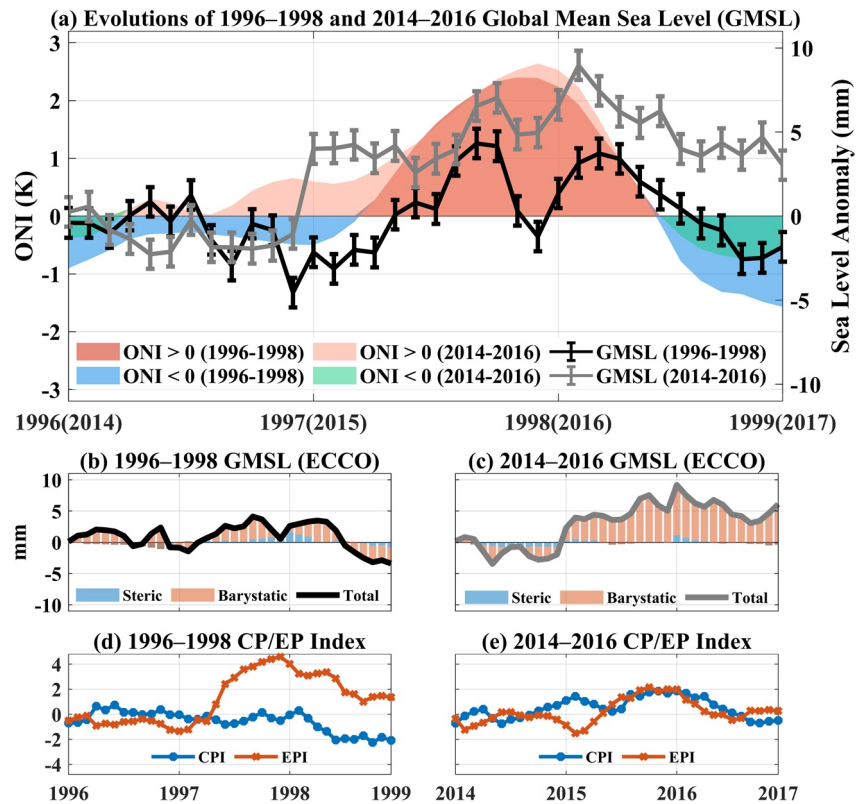 (a) Evolutions of 1996–1998 and 2014–2016 Global Mean Sea Level (GMSL)
3
2
1
0
-1
-2
-3
ONI (K)
10
5
0
-5
-10
Sea Level Anomaly (mm)
ONI > 0 (1996-1998)
ONI > 0 (2014-2016)
GMSL (1996-1998)
ONI < 0 (1996-1998)
ONI < 0 (2014-2016)
GMSL (2014-2016)
1996(2014)
1997(2015)
1998(2016)
1999(2017)
(b) 1996–1998 GMSL (ECCO)
10
5
0
-5
-10
mm
Steric
Barystatic
Total
(c) 2014–2016 GMSL (ECCO)
Steric
Barystatic
Total
(d) 1996–1998 CP/EP Index
4
2
0
-2
-4
CPI
EPI
1996
1997
1998
1999
(e) 2014–2016 CP/EP Index
CPI
EPI
2014
2015
2016
2017